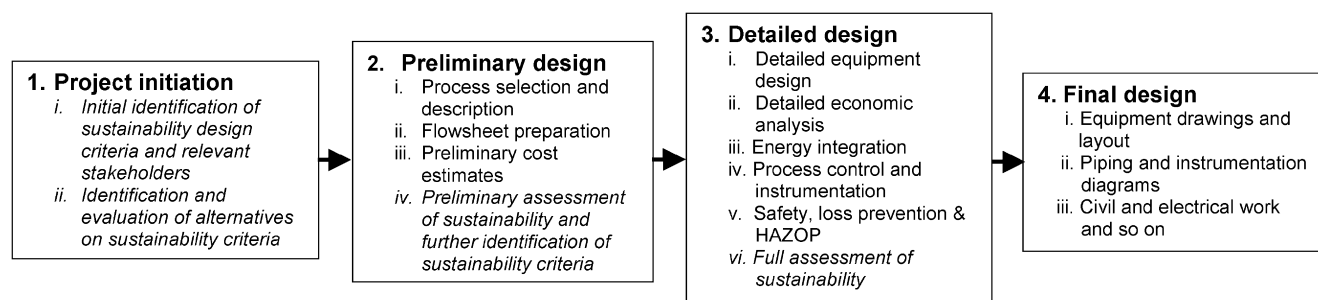 1. Project initiation
i. Initial identification of
sustainability design
criteria and relevant
stakeholders
ii. Identification and
evaluation of alternatives
on sustainability criteria
2. Preliminary design
i. Process selection and
description
ii. Flowsheet preparation
iii. Preliminary cost
estimates
iv. Preliminary assessment
of sustainability and
further identification of
sustainability criteria
3. Detailed design
i. Detailed equipment
design
ii. Detailed economic
analysis
iii. Energy integration
iv. Process control and
instrumentation
v. Safety, loss prevention &
HAZOP
vi. Full assessment of
sustainability
4. Final design
i. Equipment drawings and
layout
ii. Piping and instrumentation
diagrams
iii. Civil and electrical work
and so on